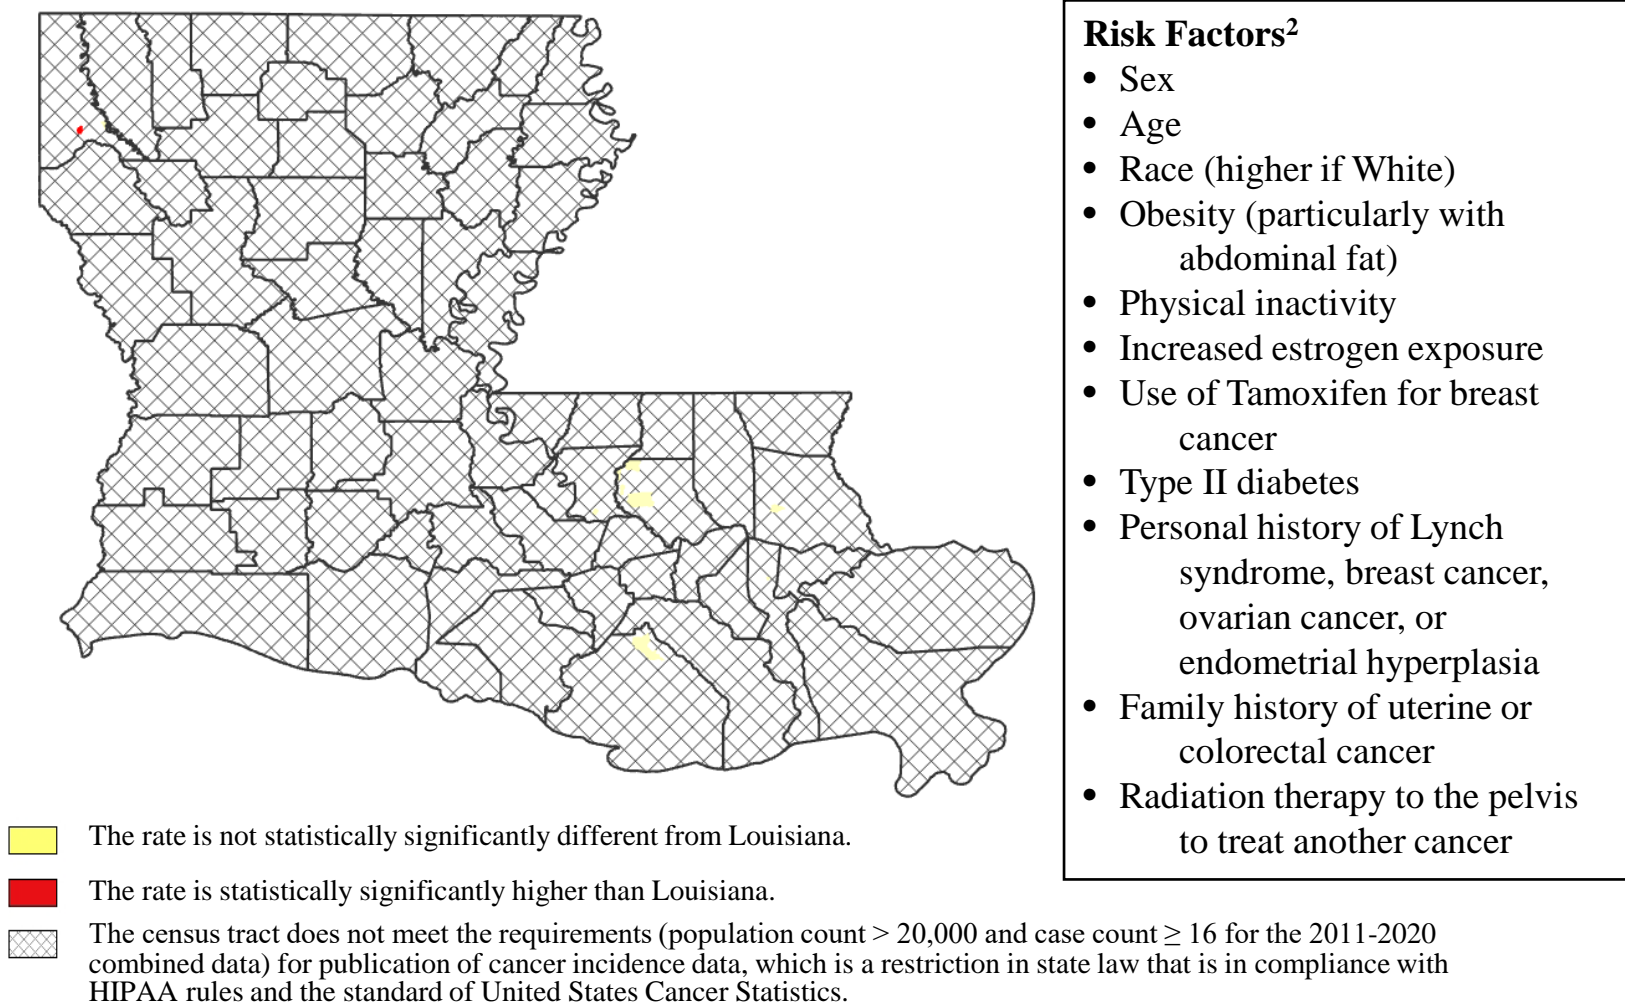 Risk Factors²
• Sex
• Age
• Race (higher if White)
• Obesity (particularly with
abdominal fat)
• Physical inactivity
• Increased estrogen exposure
• Use of Tamoxifen for breast
cancer
• Type II diabetes
• Personal history of Lynch
syndrome, breast cancer,
ovarian cancer, or
endometrial hyperplasia
• Family history of uterine or
colorectal cancer
• Radiation therapy to the pelvis
to treat another cancer
The rate is not statistically significantly different from Louisiana.
The rate is statistically significantly higher than Louisiana.
The census tract does not meet the requirements (population count > 20,000 and case count ≥ 16 for the 2011-2020
combined data) for publication of cancer incidence data, which is a restriction in state law that is in compliance with
HIPAA rules and the standard of United States Cancer Statistics.